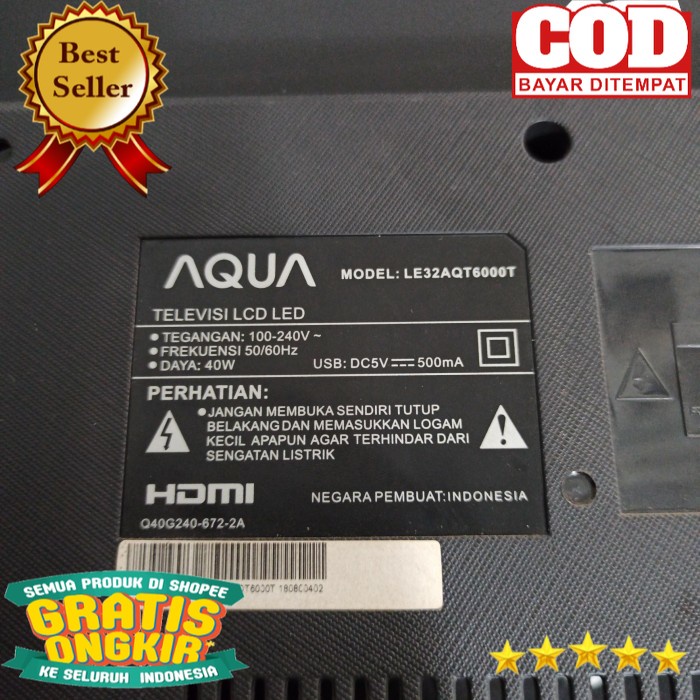 Best
Seller
COD
BAYAR DITEMPAT
AQUA
MODEL: LE32AQT6000T
TELEVISI LCD LED
• TEGANGAN: 100-240V ~
• FREKUENSI 50/60Hz
• DAYA: 40W
USB: DC5V 500mA
PERHATIAN:
• JANGAN MEMBUKA SENDIRI TUTUP
BELAKANG DAN MEMASUKKAN LOGAM
KECIL APAPUN AGAR TERHINDAR DARI
SENGATAN LISTRIK
HDMI
NEGARA PEMBUAT: INDONESIA
Q40G240-672-2A
QT6000T 180800402
SEMUA PRODUK DI SHOPEE
GRATIS
ONGKIR
KE SELURUH INDONESIA